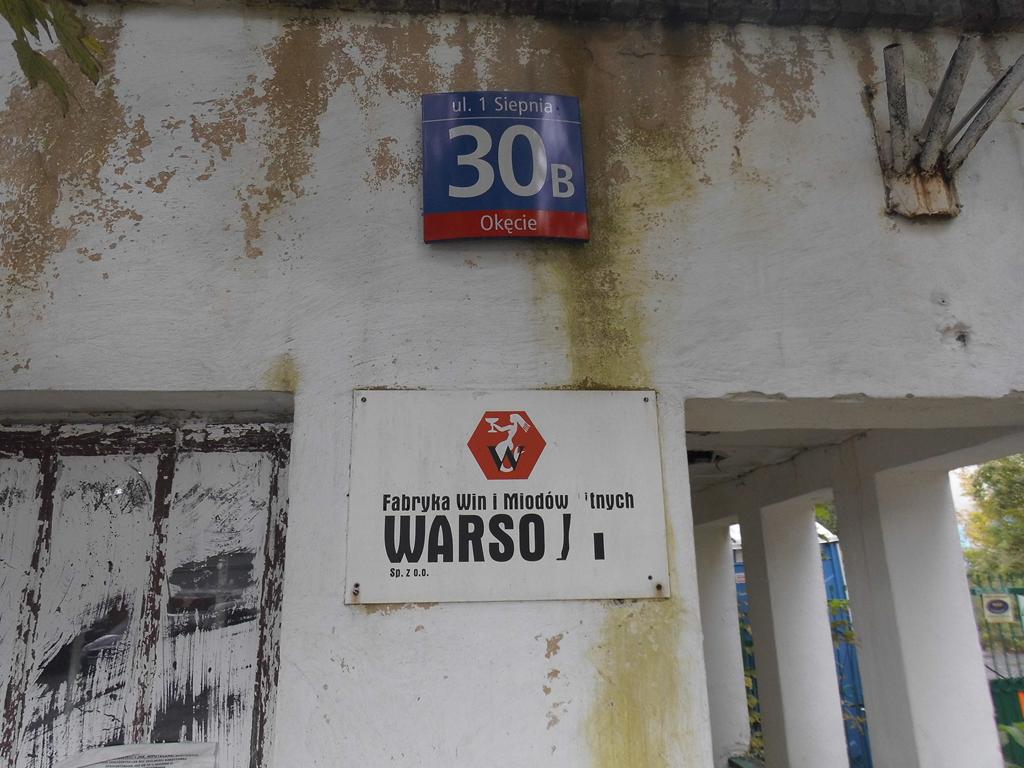 ul. 1 Siepnia
30B
Okęcie
W
Fabryka Win i Miodów itnych
WARSO
Sp. z o.o.